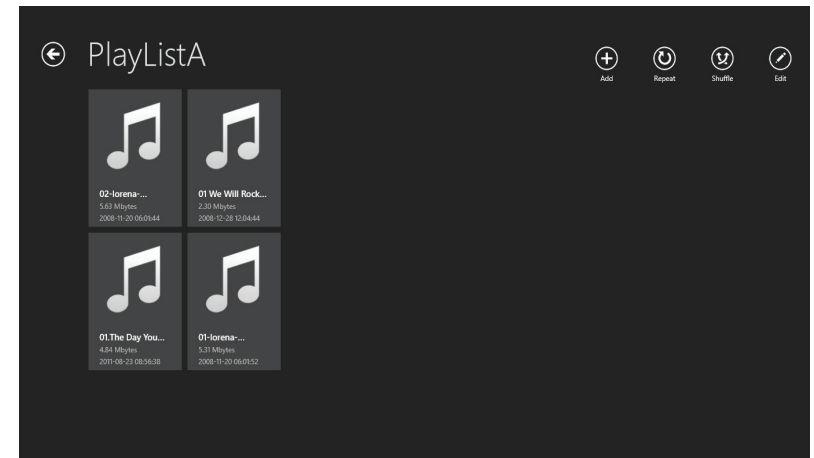 PlayListA
Add
Repeat
Shuffle
Edit
02-lorena-...
5.63 Mbytes
2008-11-20 06:01:44
01 We Will Rock...
2.30 Mbytes
2008-12-28 12:04:44
01.The Day You...
4.84 Mbytes
2011-08-23 08:56:38
01-lorena-...
5.31 Mbytes
2008-11-20 06:01:52